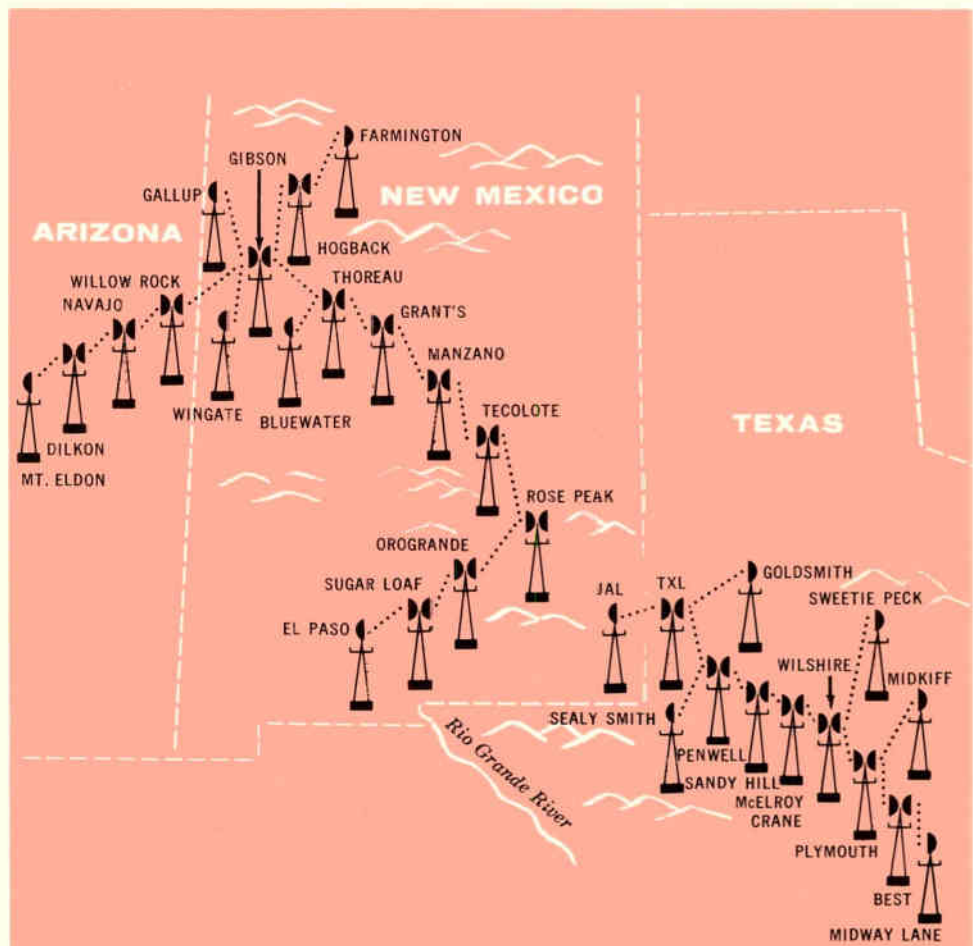 FARMINGTON
GIBSON
NEW MEXICO
GALLUP
ARIZONA
HOGBACK
THOREAU
WILLOW ROCK
NAVAJO
GRANT'S
MANZANO
WINGATE
BLUEWATER
TECOLOTE
TEXAS
DILKON
MT. ELDON
ROSE PEAK
OROGRANDE
SUGAR LOAF
JAL
TXL
GOLDSMITH
SWEETIE PECK
EL PASO
WILSHIRE
MIDKIFF
SEALY SMITH
Rio Grande River
PENWELL
SANDY HILL
McELROY
CRANE
PLYMOUTH
BEST
MIDWAY LANE